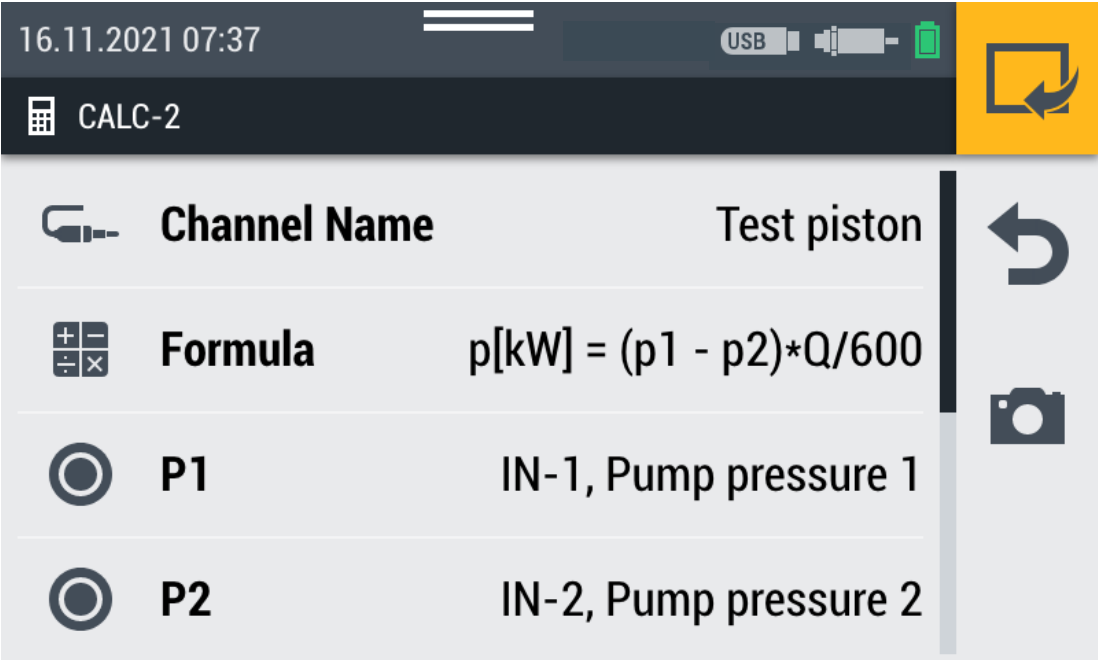 16.11.2021 07:37
USB
CALC-2
Channel Name Test piston
Formula p[kW] = (p1 - p2)*Q/600
P1 IN-1, Pump pressure 1
P2 IN-2, Pump pressure 2